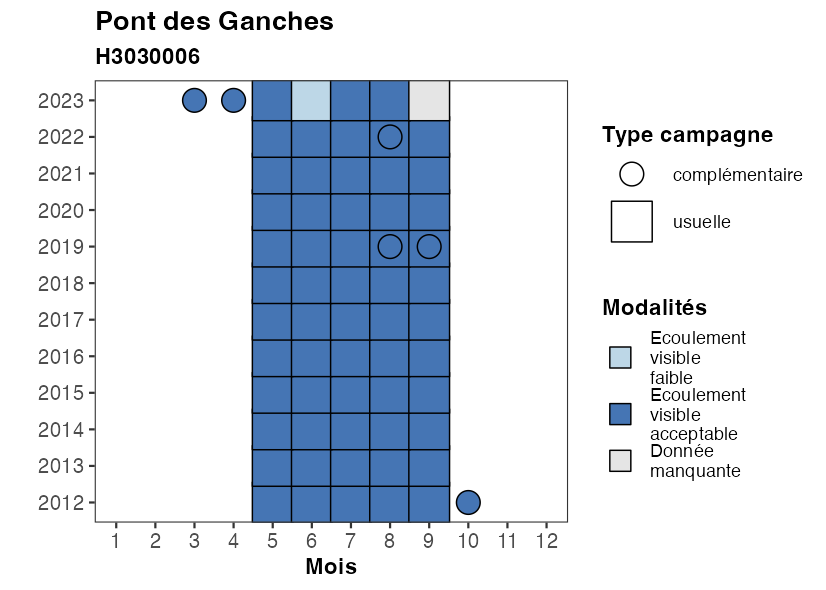 Pont des Ganches
H3030006
2023
2022
2021
2020
2019
2018
2017
2016
2015
2014
2013
2012
1 2 3 4 5 6 7 8 9 10 11 12
Mois
Type campagne
complémentaire
usuelle
Modalités
Ecoulement
visible
faible
Ecoulement
visible
acceptable
Donnée
manquante